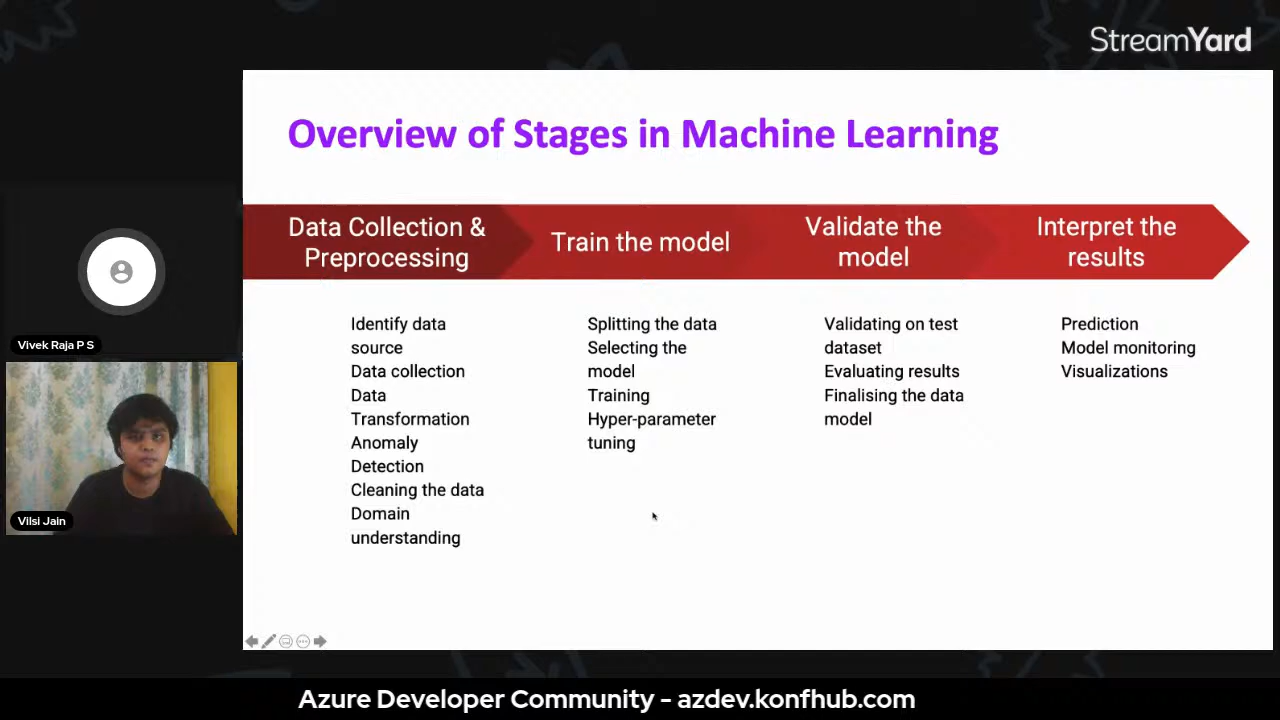 StreamYard
Overview of Stages in Machine Learning
Data Collection &
Preprocessing
Train the model
Validate the
model
Interpret the
results
Identify data
source
Data collection
Data
Transformation
Anomaly
Detection
Cleaning the data
Domain
understanding
Splitting the data
Selecting the
model
Training
Hyper-parameter
tuning
Validating on test
dataset
Evaluating results
Finalising the data
model
Prediction
Model monitoring
Visualizations
Vivek Raja P S
Vilsi Jain
Azure Developer Community - azdev.konfhub.com